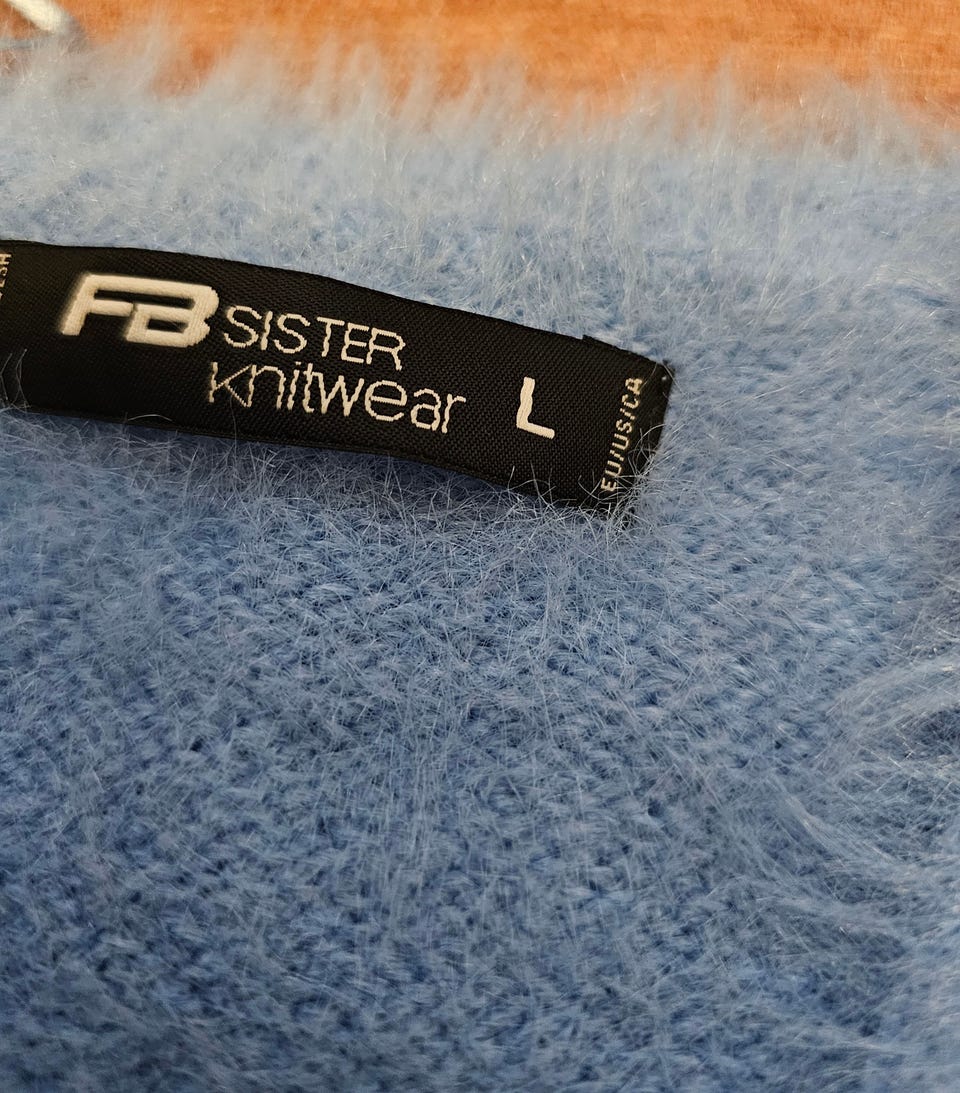 FB SISTER
knitwear
L
EU/US/CA